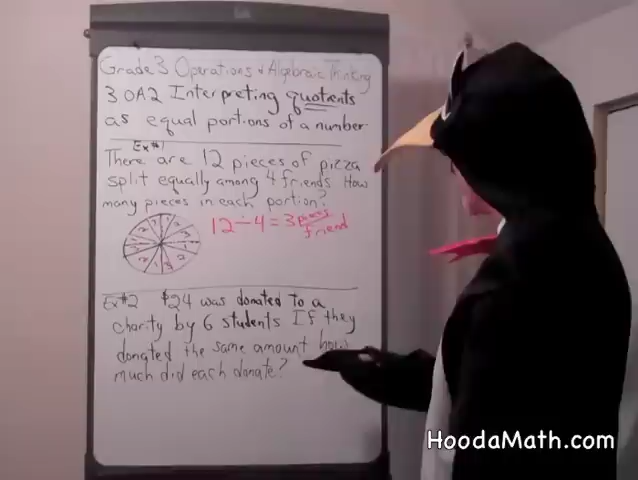 Grade 3 Operations & Algebraic Thinking
3 OA2 Interpreting quotients
as equal portions of a number.
Ex#1
There are 12 pieces of pizza
split equally among 4 friends. How
many pieces in each portion?
12 ÷ 4 = 3 pieces
friend
Ex#2 $24 was donated to a
charity by 6 students If they
donated the same amount how
much did each donate?
HoodaMath.com